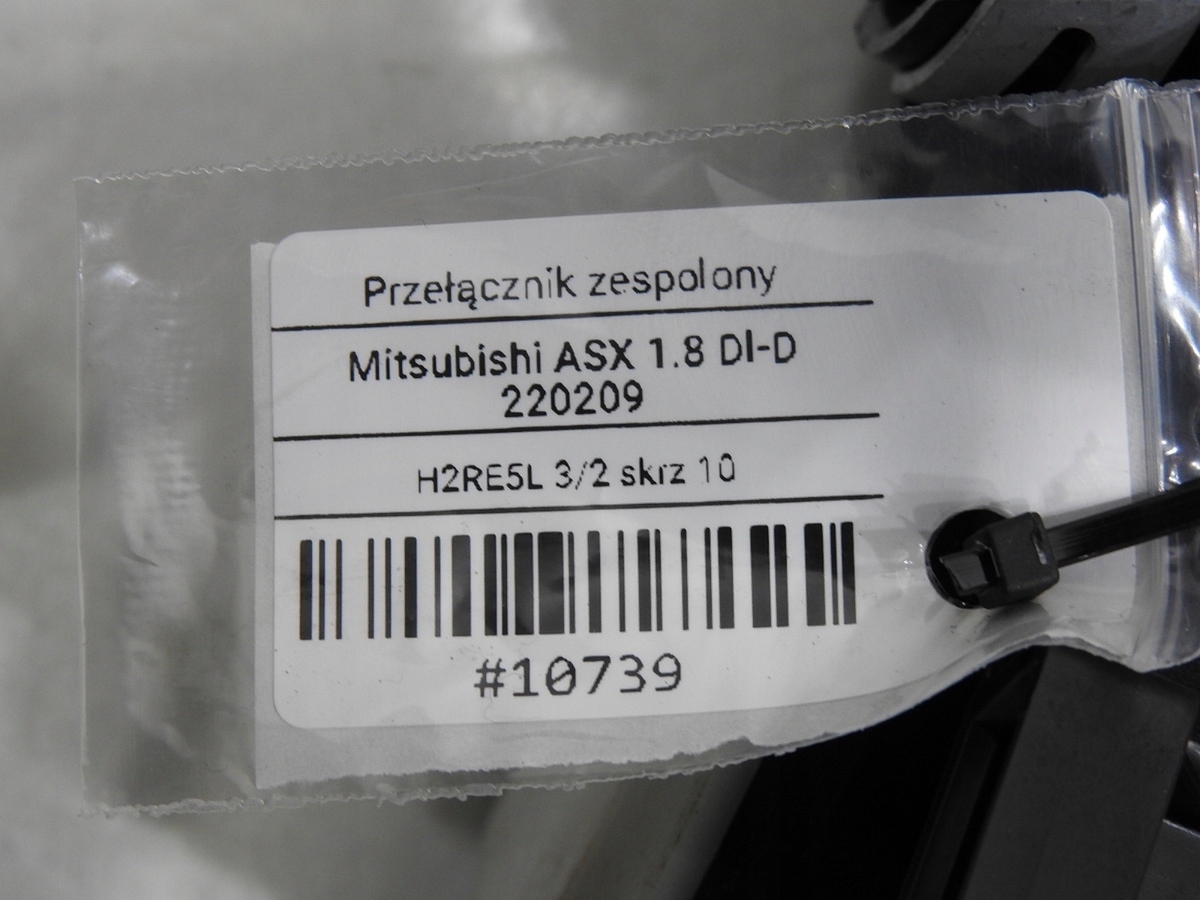 Przełącznik zespolony
Mitsubishi ASX 1.8 DI-D
220209
H2RE5L 3/2 skrz 10
#10739